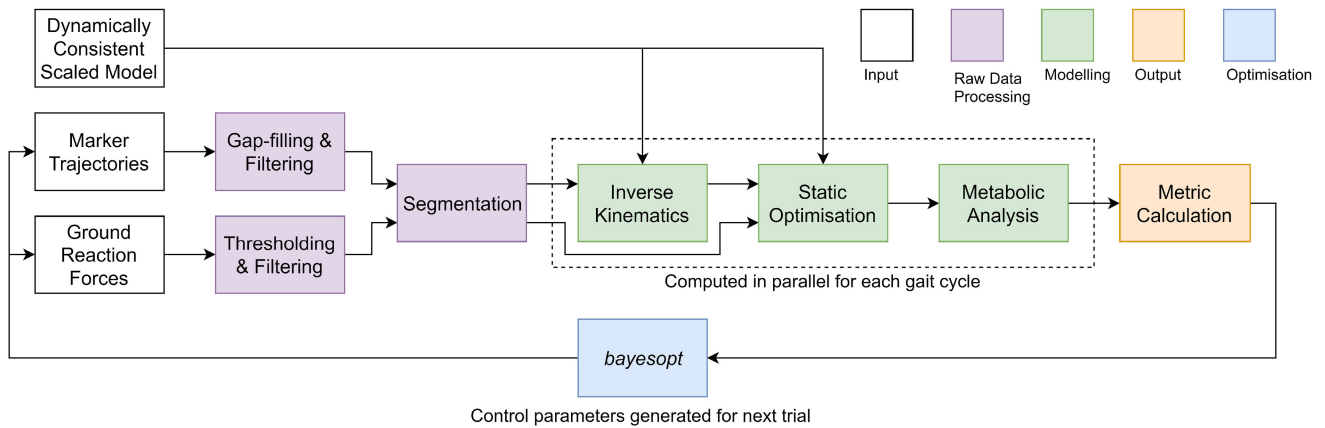 Dynamically
Consistent
Scaled Model
Input
Raw Data
Processing
Modelling
Output
Optimisation
Marker
Trajectories
Gap-filling &
Filtering
Ground
Reaction
Forces
Thresholding
& Filtering
Segmentation
Inverse
Kinematics
Static
Optimisation
Metabolic
Analysis
Metric
Calculation
Computed in parallel for each gait cycle
bayesopt
Control parameters generated for next trial